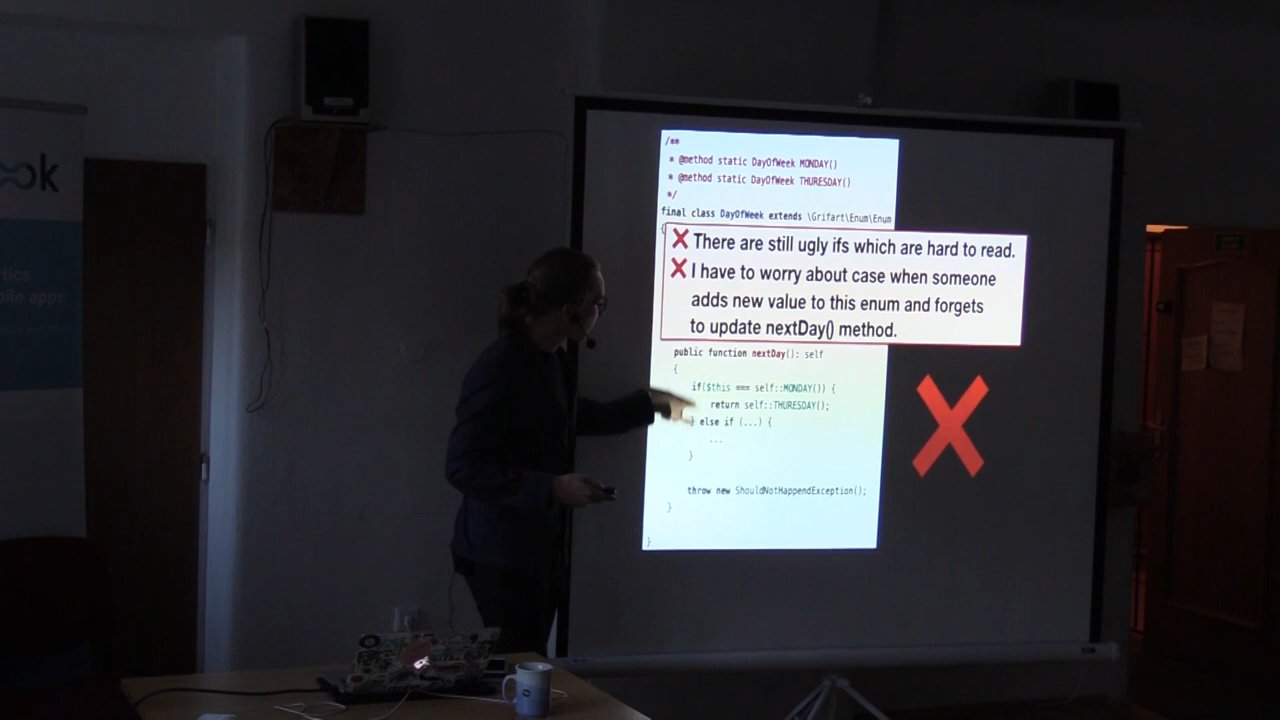 ok
tics
bile apps
/**
* @method static DayOfWeek MONDAY()
* @method static DayOfWeek THURESDAY()
*/
final class DayOfWeek extends \Grifart\Enum\Enum
{
❌ There are still ugly ifs which are hard to read.
❌ I have to worry about case when someone
adds new value to this enum and forgets
to update nextDay() method.
public function nextDay(): self
{
if($this === self::MONDAY()) {
return self::THURESDAY();
} else if (...) {
...
}
throw new ShouldNotHappendException();
}
}